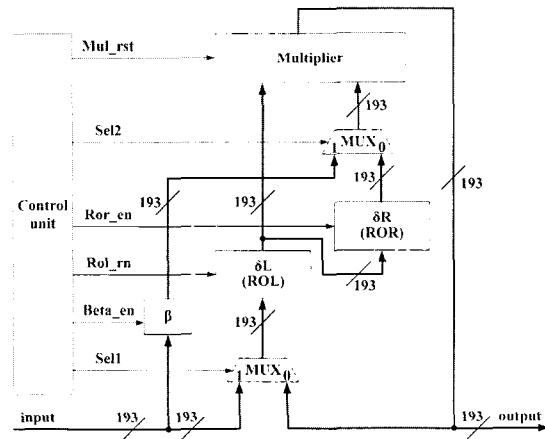 Mul_rst
Multiplier
193
193
Sel2
1 MUX 0
193
193
193
Control
unit
Ror_en
δR
(ROR)
Rol_rn
δL
(ROL)
193
Beta_en
β
193
Sel1
1 MUX 0
input
193
193
193
output